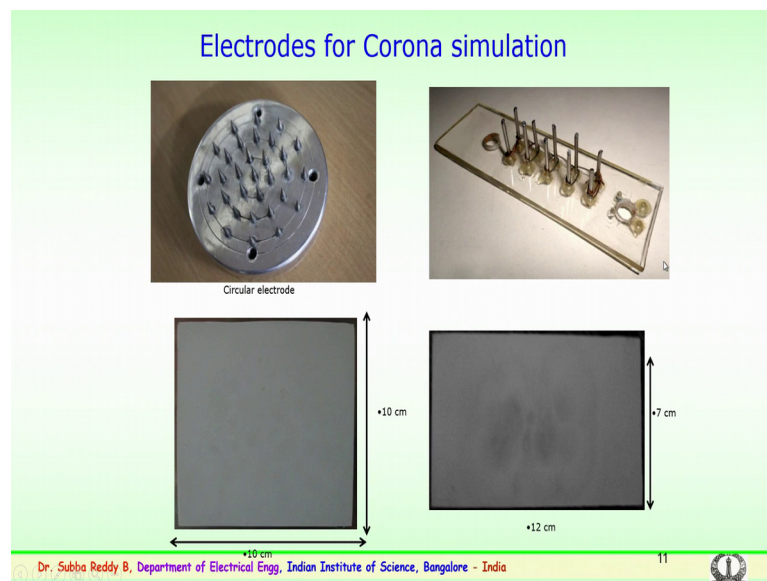 Electrodes for Corona simulation
Circular electrode
•10 cm
•7 cm
•12 cm
•10 cm
11
Dr. Subba Reddy B, Department of Electrical Engg, Indian Institute of Science, Bangalore - India